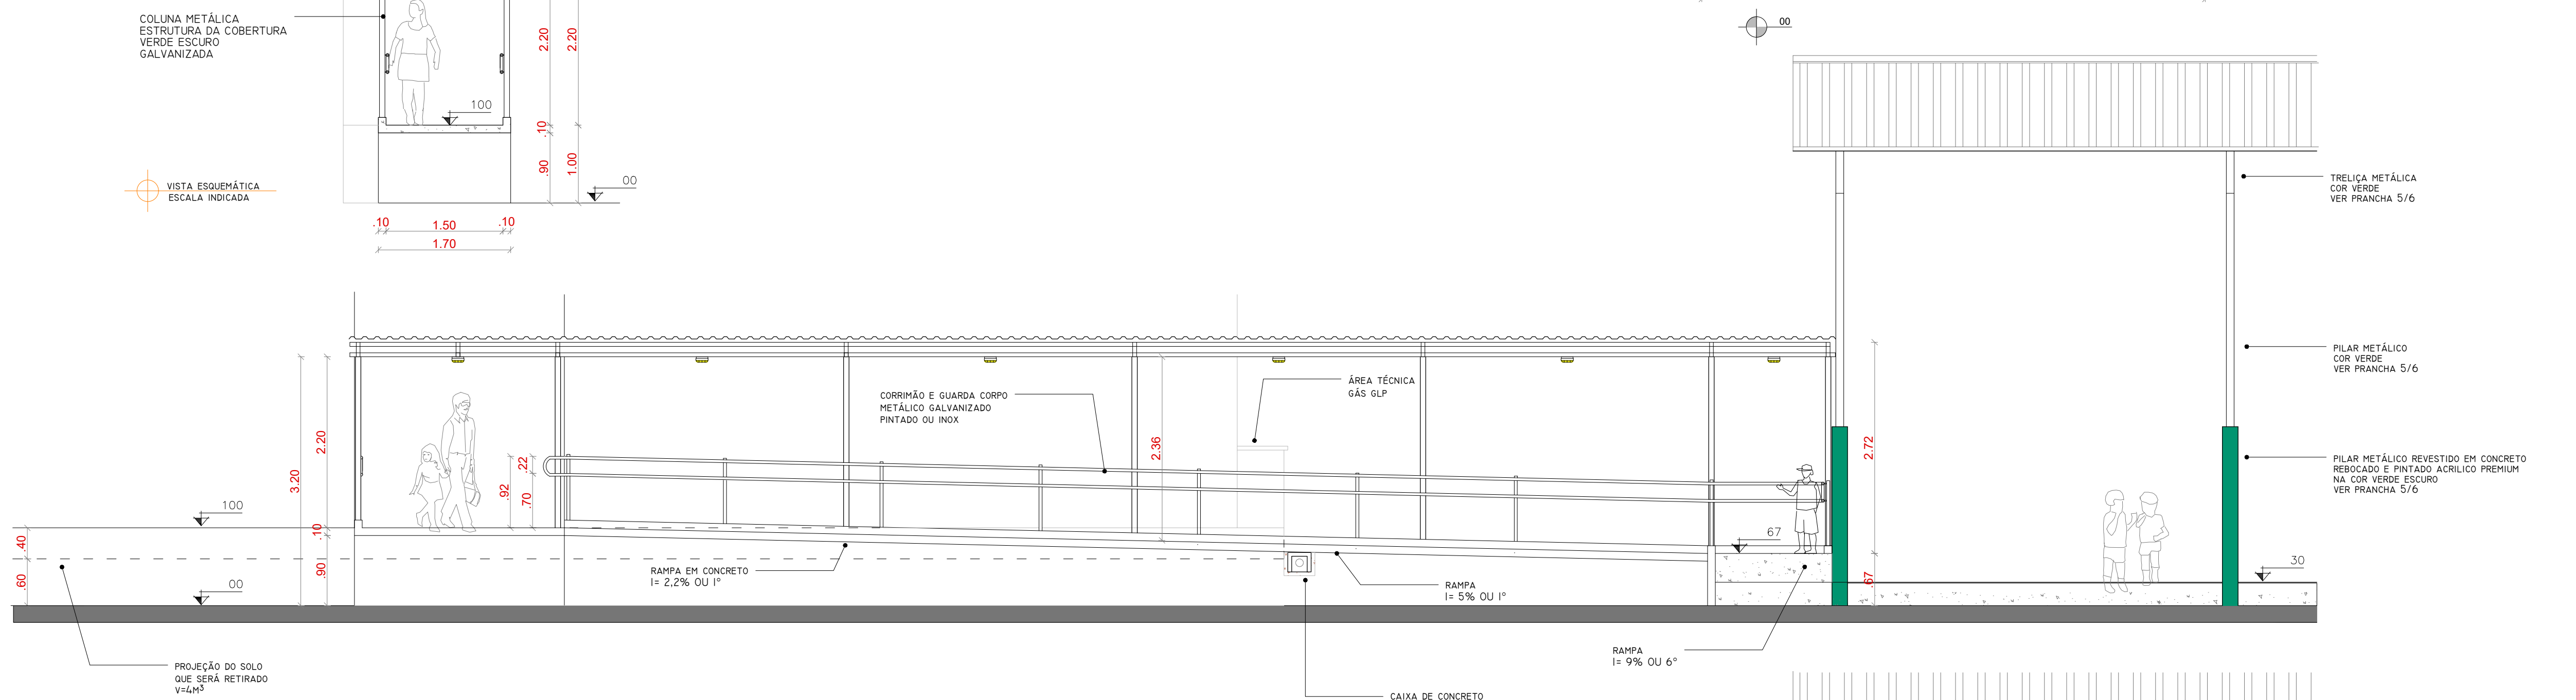 COLUNA METÁLICA
ESTRUTURA DA COBERTURA
VERDE ESCURO
GALVANIZADA
100
2.20
2.20
.10
.90
1.00
00
.10
1.50
.10
1.70
VISTA ESQUEMÁTICA
ESCALA INDICADA
00
TRELIÇA METÁLICA
COR VERDE
VER PRANCHA 5/6
PILAR METÁLICO
COR VERDE
VER PRANCHA 5/6
PILAR METÁLICO REVESTIDO EM CONCRETO
REBOCADO E PINTADO ACRILICO PREMIUM
NA COR VERDE ESCURO
VER PRANCHA 5/6
CORRIMÃO E GUARDA CORPO
METÁLICO GALVANIZADO
PINTADO OU INOX
ÁREA TÉCNICA
GÁS GLP
3.20
2.20
.10
.90
.92
.22
.70
2.36
2.72
.67
100
.40
.60
00
67
30
RAMPA EM CONCRETO
I= 2,2% OU 1°
RAMPA
I= 5% OU 1°
RAMPA
I= 9% OU 6°
PROJEÇÃO DO SOLO
QUE SERÁ RETIRADO
V=4M³
CAIXA DE CONCRETO